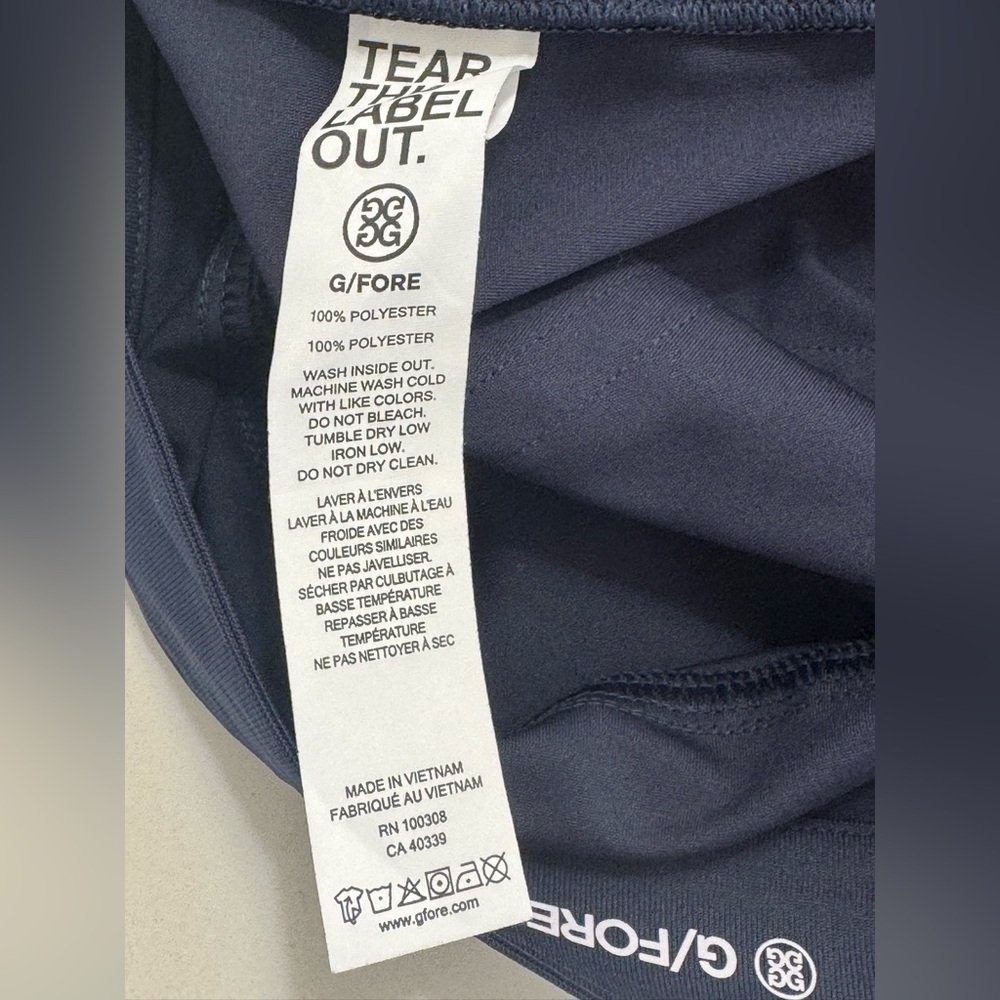 TEAR
THE
LABEL
OUT.
G/FORE
100% POLYESTER
100% POLYESTER
WASH INSIDE OUT.
MACHINE WASH COLD
WITH LIKE COLORS.
DO NOT BLEACH.
TUMBLE DRY LOW
IRON LOW.
DO NOT DRY CLEAN.
LAVER À L'ENVERS
LAVER À LA MACHINE À L'EAU
FROIDE AVEC DES
COULEURS SIMILAIRES
NE PAS JAVELLISER.
SÉCHER PAR CULBUTAGE À
BASSE TEMPÉRATURE
REPASSER À BASSE
TEMPÉRATURE
NE PAS NETTOYER À SEC
MADE IN VIETNAM
FABRIQUÉ AU VIETNAM
RN 100308
CA 40339
www.gfore.com
G/FORE